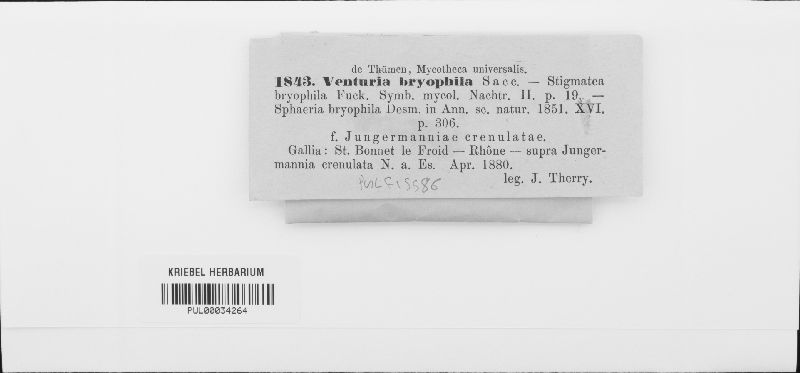 de Thümen, Mycotheca universalis.
1843. Venturia bryophila Sacc. — Stigmatea
bryophila Fuck. Symb. mycol. Nachtr. II. p. 19. —
Sphaeria bryophila Desm. in Ann. sc. natur. 1851. XVI.
p. 306.
f. Jungermanniae crenulatae.
Gallia: St. Bonnet le Froid — Rhône — supra Junger-
mannia crenulata N. a. Es. Apr. 1880.
leg. J. Therry.
PUL F15586
KRIEBEL HERBARIUM
PUL00034264